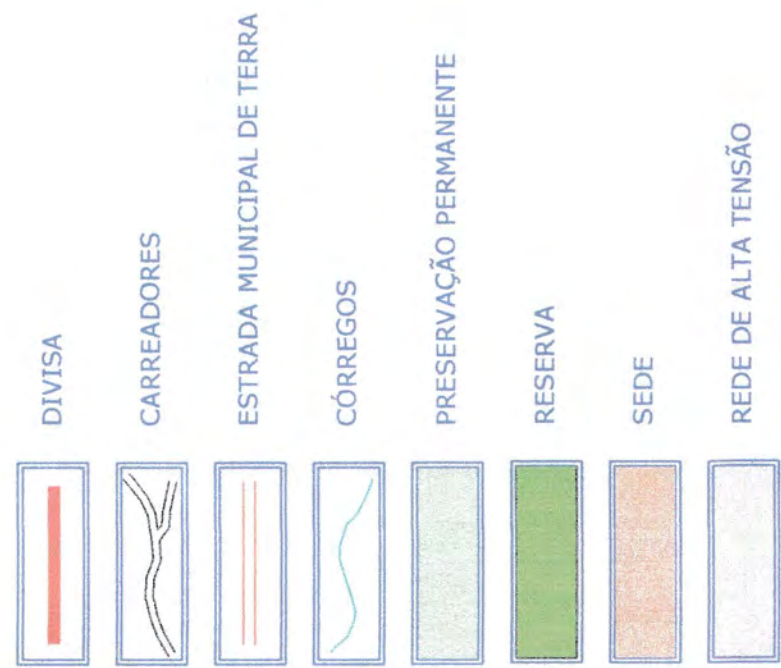 DIVISA
CARREADORES
ESTRADA MUNICIPAL DE TERRA
CÓRREGOS
PRESERVAÇÃO PERMANENTE
RESERVA
SEDE
REDE DE ALTA TENSÃO